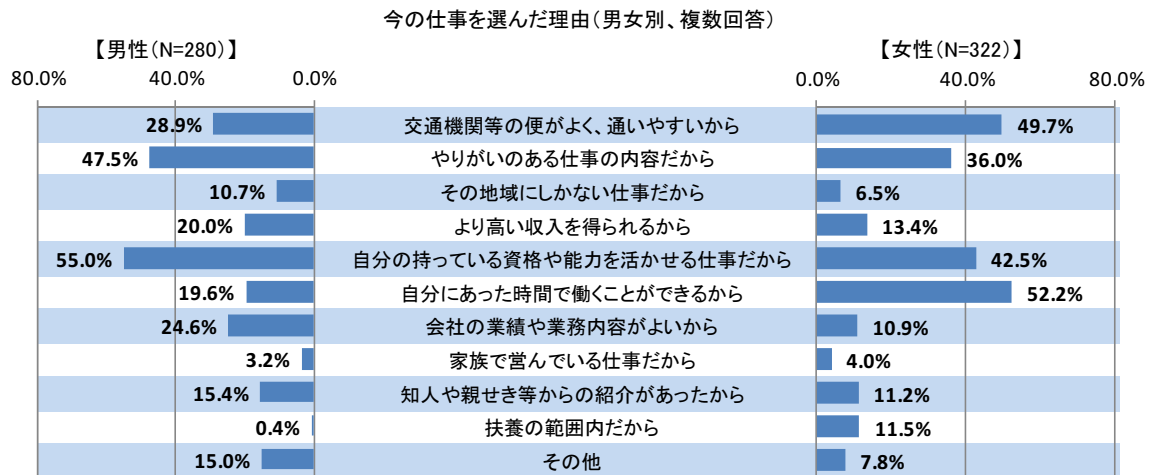 今の仕事を選んだ理由（男女別、複数回答）
【男性（N=280）】 【女性（N=322）】
80.0% 40.0% 0.0% 0.0% 40.0% 80.0%
28.9% 交通機関等の便がよく、通いやすいから 49.7%
47.5% やりがいのある仕事の内容だから 36.0%
10.7% その地域にしかない仕事だから 6.5%
20.0% より高い収入を得られるから 13.4%
55.0% 自分の持っている資格や能力を活かせる仕事だから 42.5%
19.6% 自分にあった時間で働くことができるから 52.2%
24.6% 会社の業績や業務内容がよいから 10.9%
3.2% 家族で営んでいる仕事だから 4.0%
15.4% 知人や親せき等からの紹介があったから 11.2%
0.4% 扶養の範囲内だから 11.5%
15.0% その他 7.8%